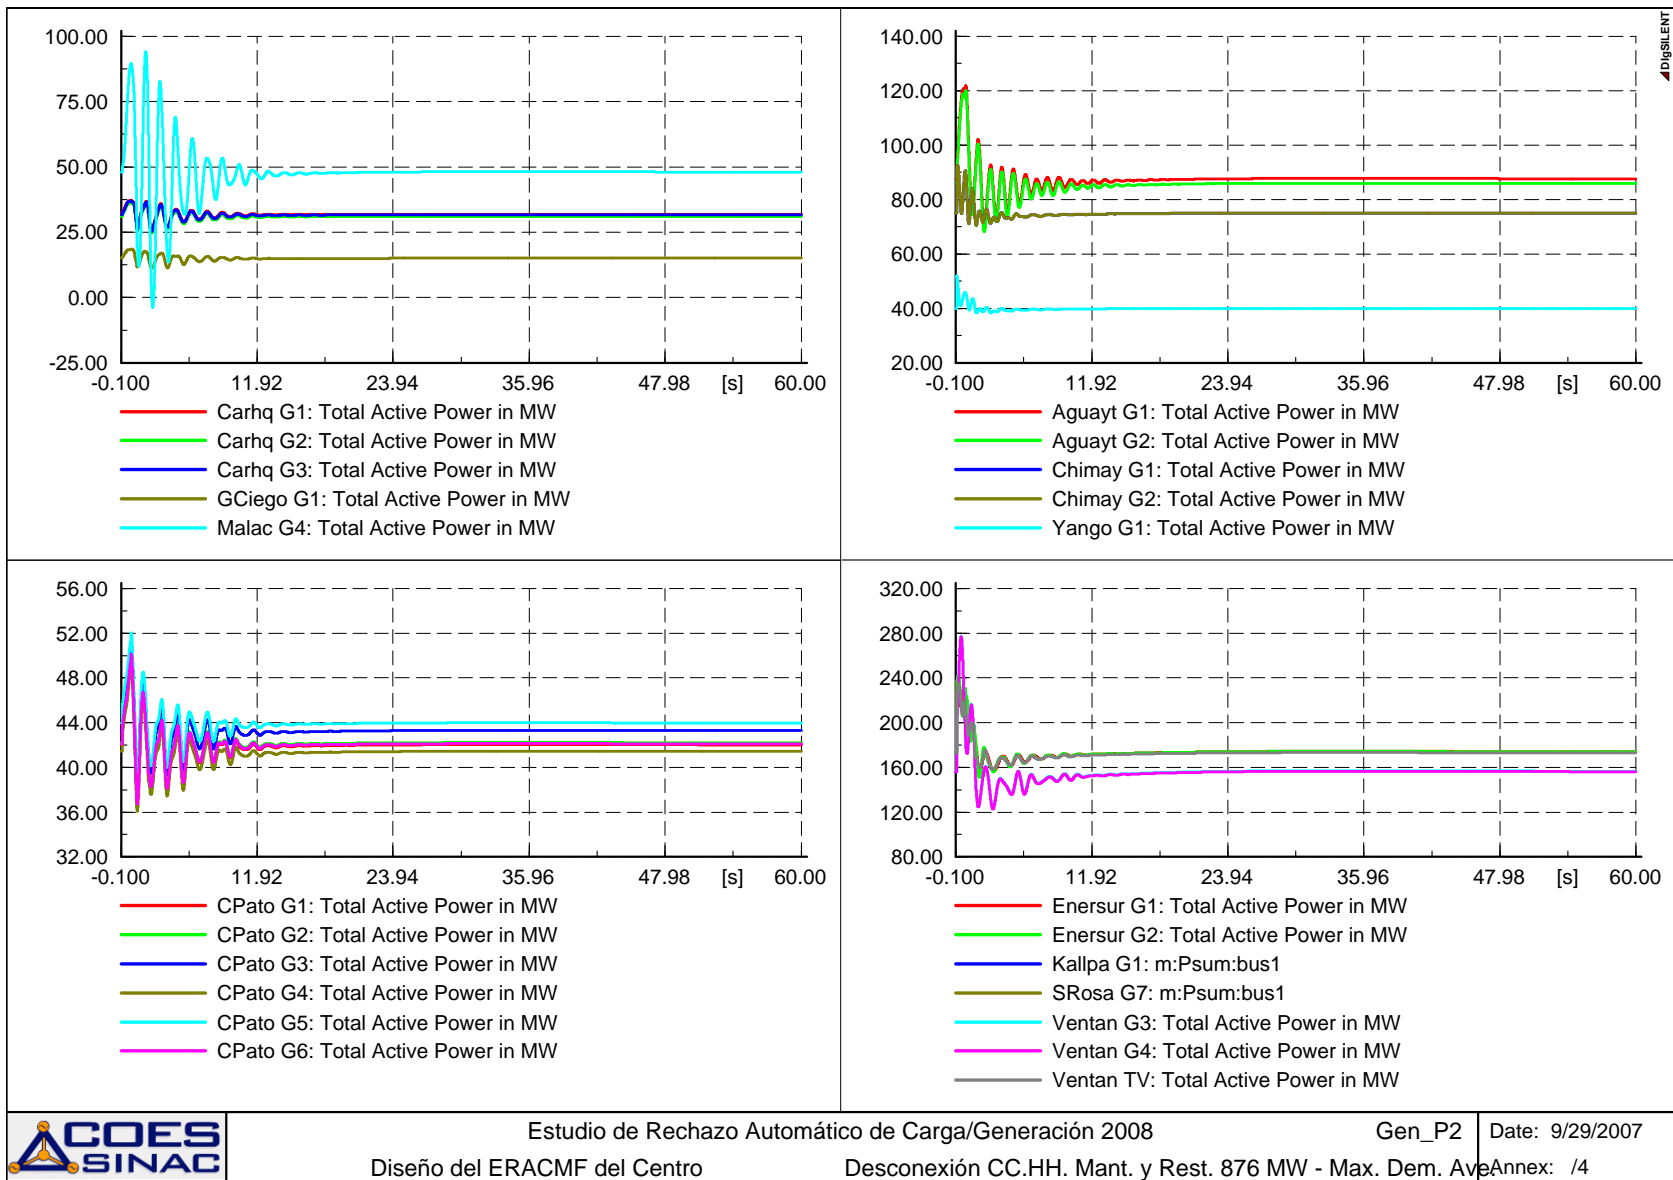 DIgSILENT
100.00
75.00
50.00
25.00
0.00
-25.00
-0.100 11.92 23.94 35.96 47.98 [s] 60.00
Carhq G1: Total Active Power in MW
Carhq G2: Total Active Power in MW
Carhq G3: Total Active Power in MW
GCiego G1: Total Active Power in MW
Malac G4: Total Active Power in MW
140.00
120.00
100.00
80.00
60.00
40.00
20.00
-0.100 11.92 23.94 35.96 47.98 [s] 60.00
Aguayt G1: Total Active Power in MW
Aguayt G2: Total Active Power in MW
Chimay G1: Total Active Power in MW
Chimay G2: Total Active Power in MW
Yango G1: Total Active Power in MW
56.00
52.00
48.00
44.00
40.00
36.00
32.00
-0.100 11.92 23.94 35.96 47.98 [s] 60.00
CPato G1: Total Active Power in MW
CPato G2: Total Active Power in MW
CPato G3: Total Active Power in MW
CPato G4: Total Active Power in MW
CPato G5: Total Active Power in MW
CPato G6: Total Active Power in MW
320.00
280.00
240.00
200.00
160.00
120.00
80.00
-0.100 11.92 23.94 35.96 47.98 [s] 60.00
Enersur G1: Total Active Power in MW
Enersur G2: Total Active Power in MW
Kallpa G1: m:Psum:bus1
SRosa G7: m:Psum:bus1
Ventan G3: Total Active Power in MW
Ventan G4: Total Active Power in MW
Ventan TV: Total Active Power in MW
COES
SINAC
Estudio de Rechazo Automático de Carga/Generación 2008 Gen_P2
Diseño del ERACMF del Centro Desconexión CC.HH. Mant. y Rest. 876 MW - Max. Dem. Ave.
Date: 9/29/2007
Annex: /4